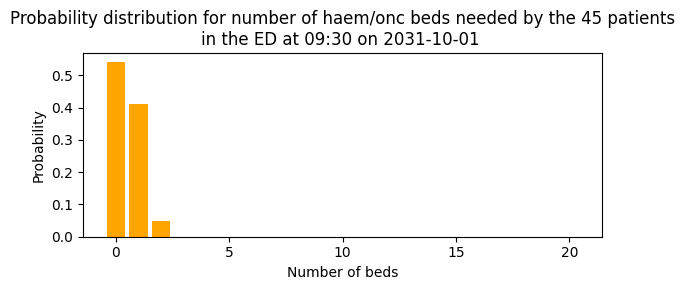 Probability distribution for number of haem/onc beds needed by the 45 patients
in the ED at 09:30 on 2031-10-01
0.5
0.4
0.3
0.2
0.1
0.0
Probability
0 5 10 15 20
Number of beds